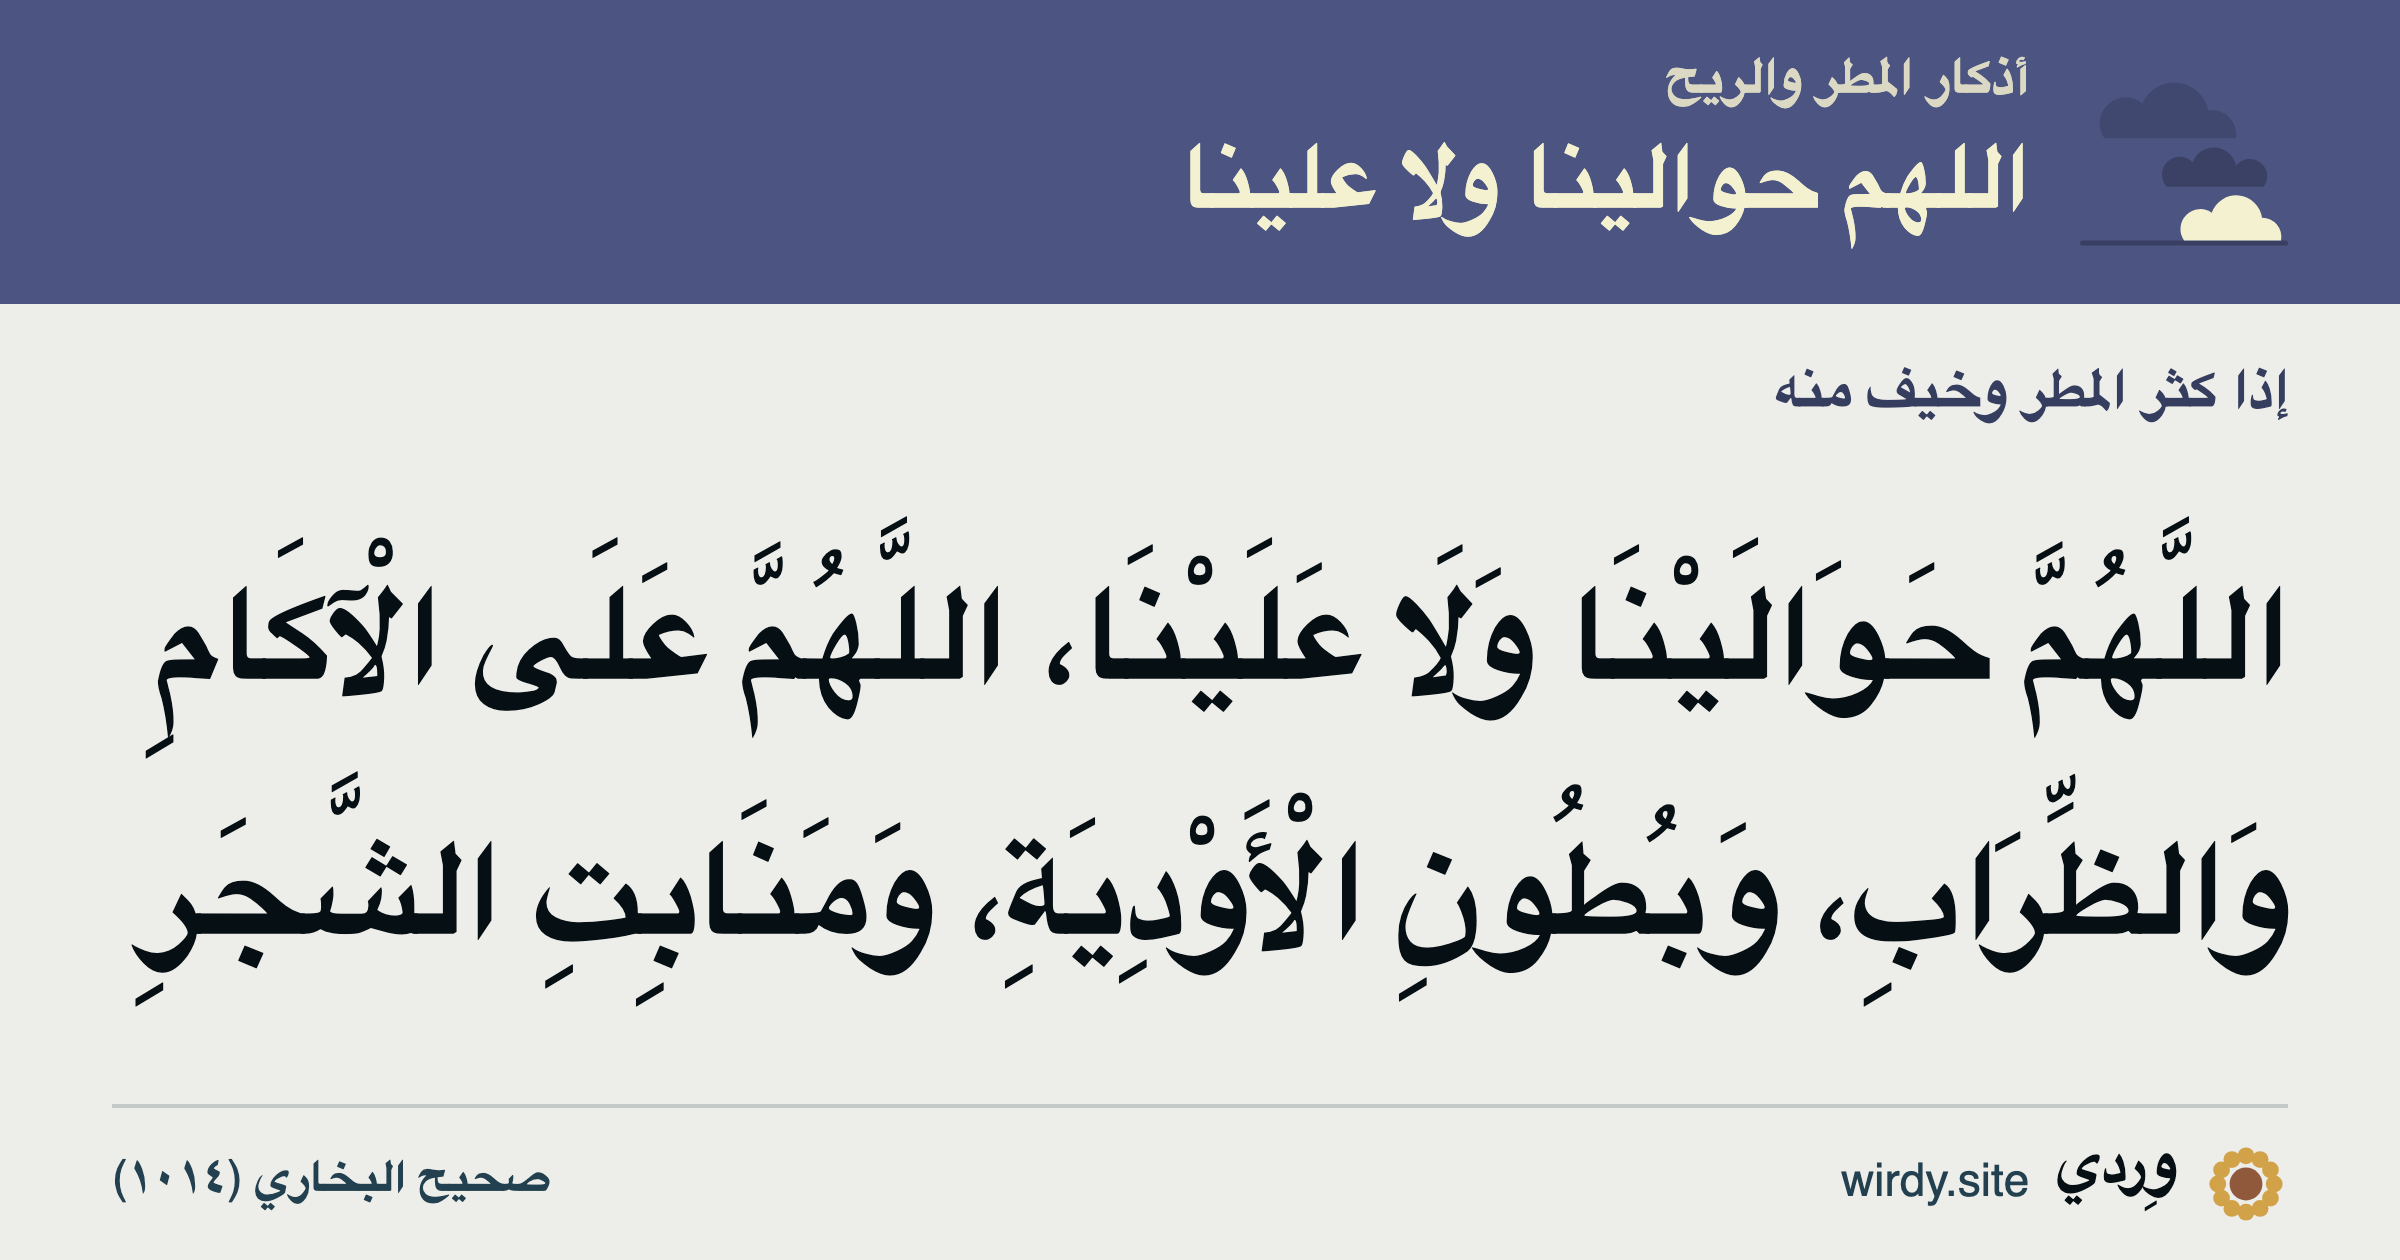 أذكار المطر والريح
اللهم حوالينا ولا علينا
إذا كثر المطر وخيف منه
اللَّهُمَّ حَوَالَيْنَا وَلَا عَلَيْنَا، اللَّهُمَّ عَلَى الْآكَامِ
وَالظِّرَابِ، وَبُطُونِ الْأَوْدِيَةِ، وَمَنَابِتِ الشَّجَرِ
وِردي wirdy.site
صحيح البخاري (١٠١٤)